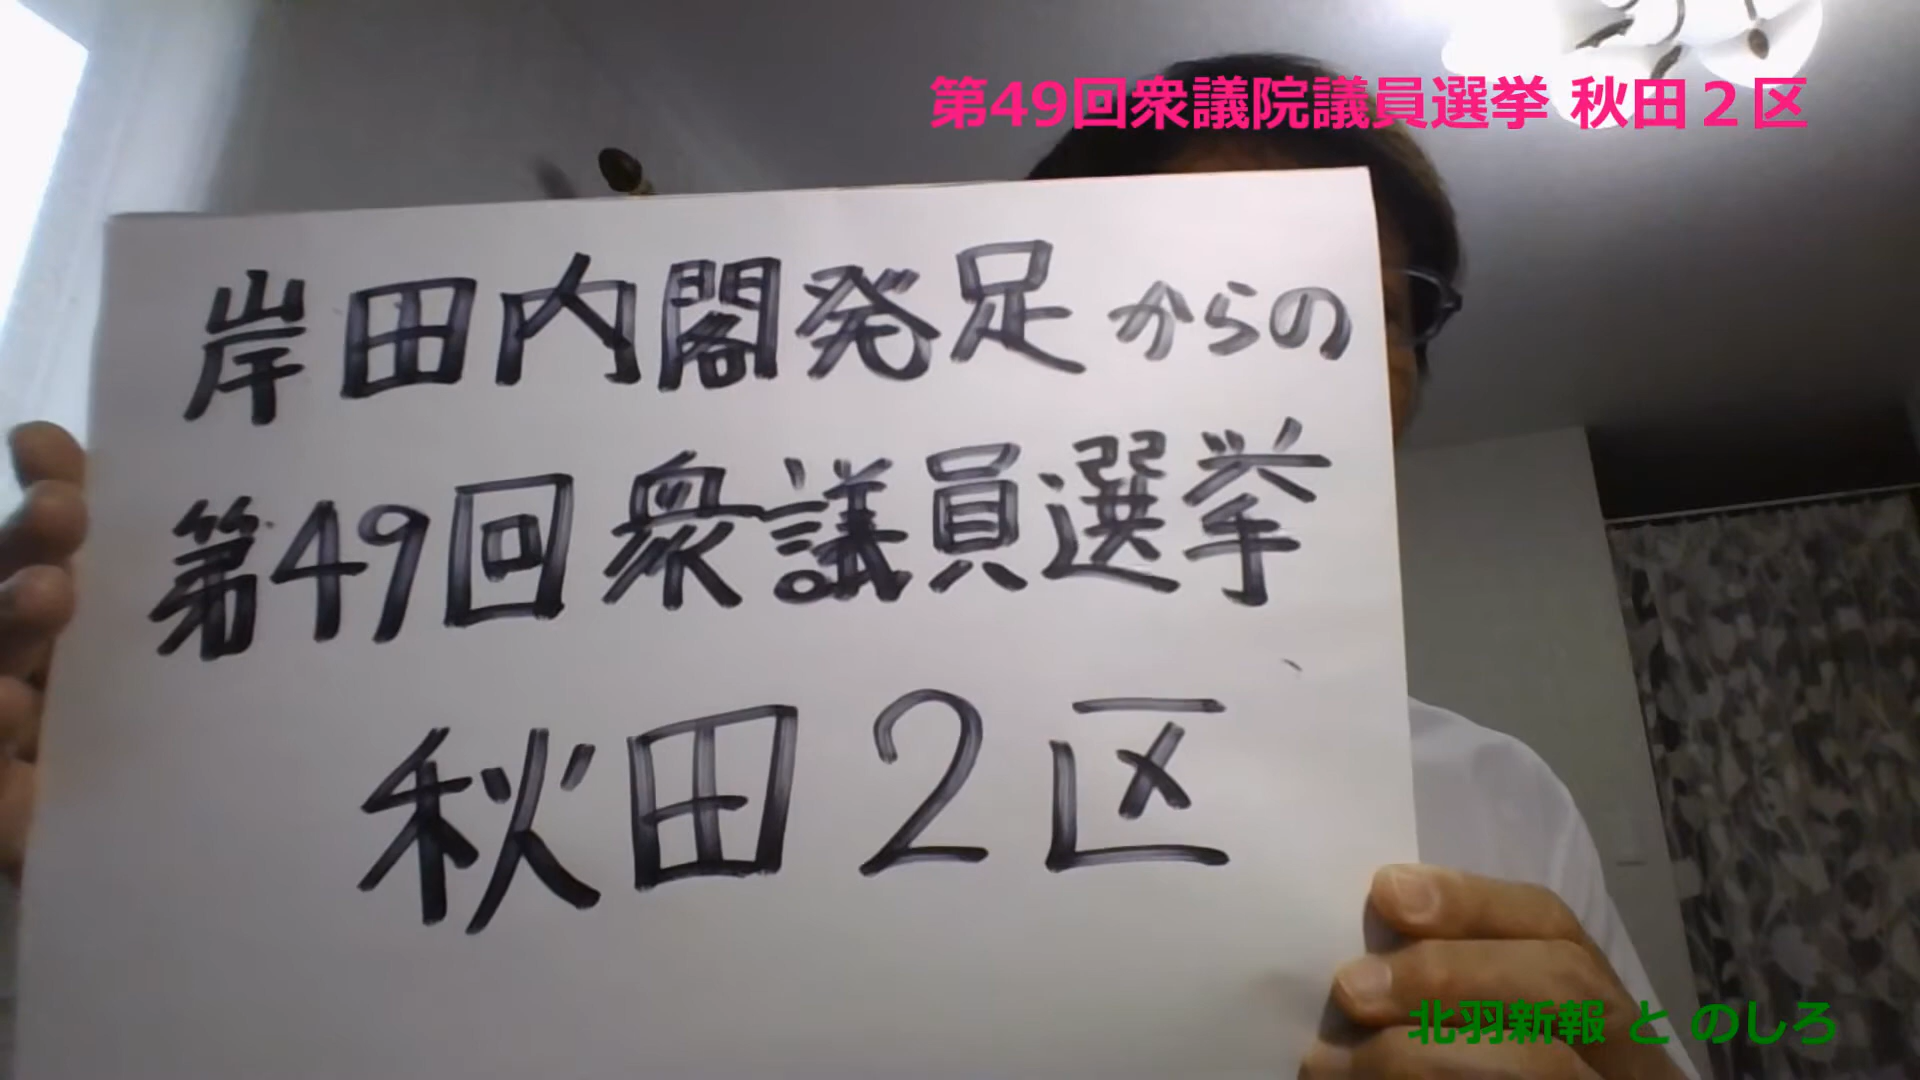 第49回衆議院議員選挙 秋田２区
岸田内閣発足からの
第49回衆議員選挙
秋田２区
北羽新報 と のしろ